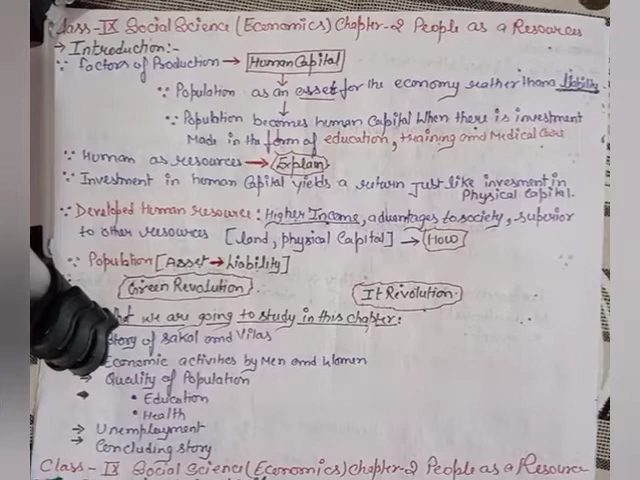 Class-IX Social Science (Economics) Chapter-2 People as a Resources
→ Introduction:-
∵ Factors of Production → Human Capital
∵ Population as an asset for the economy rather than a liability.
∵ Population becomes human Capital When there is investment
Made in the form of education, training and Medical Care
∵ Human as resources → Explain
∵ Investment in human Capital yields a return Just like invesment in
Physical Capital.
∵ Developed Human resource: Higher Income, advantages to society, superior
to other resources [land, physical Capital] → How
∵ Population [Asset → Liability]
Green Revolution
It Revolution
we are going to study in this chapter:
Story of Sakal and Vilas
Economic activities by Men and Women
→ Quality of Population
• Education
• Health
→ Unemployment
→ Concluding story
Class-IX Social Science (Economics) Chapter-2 People as a Resource